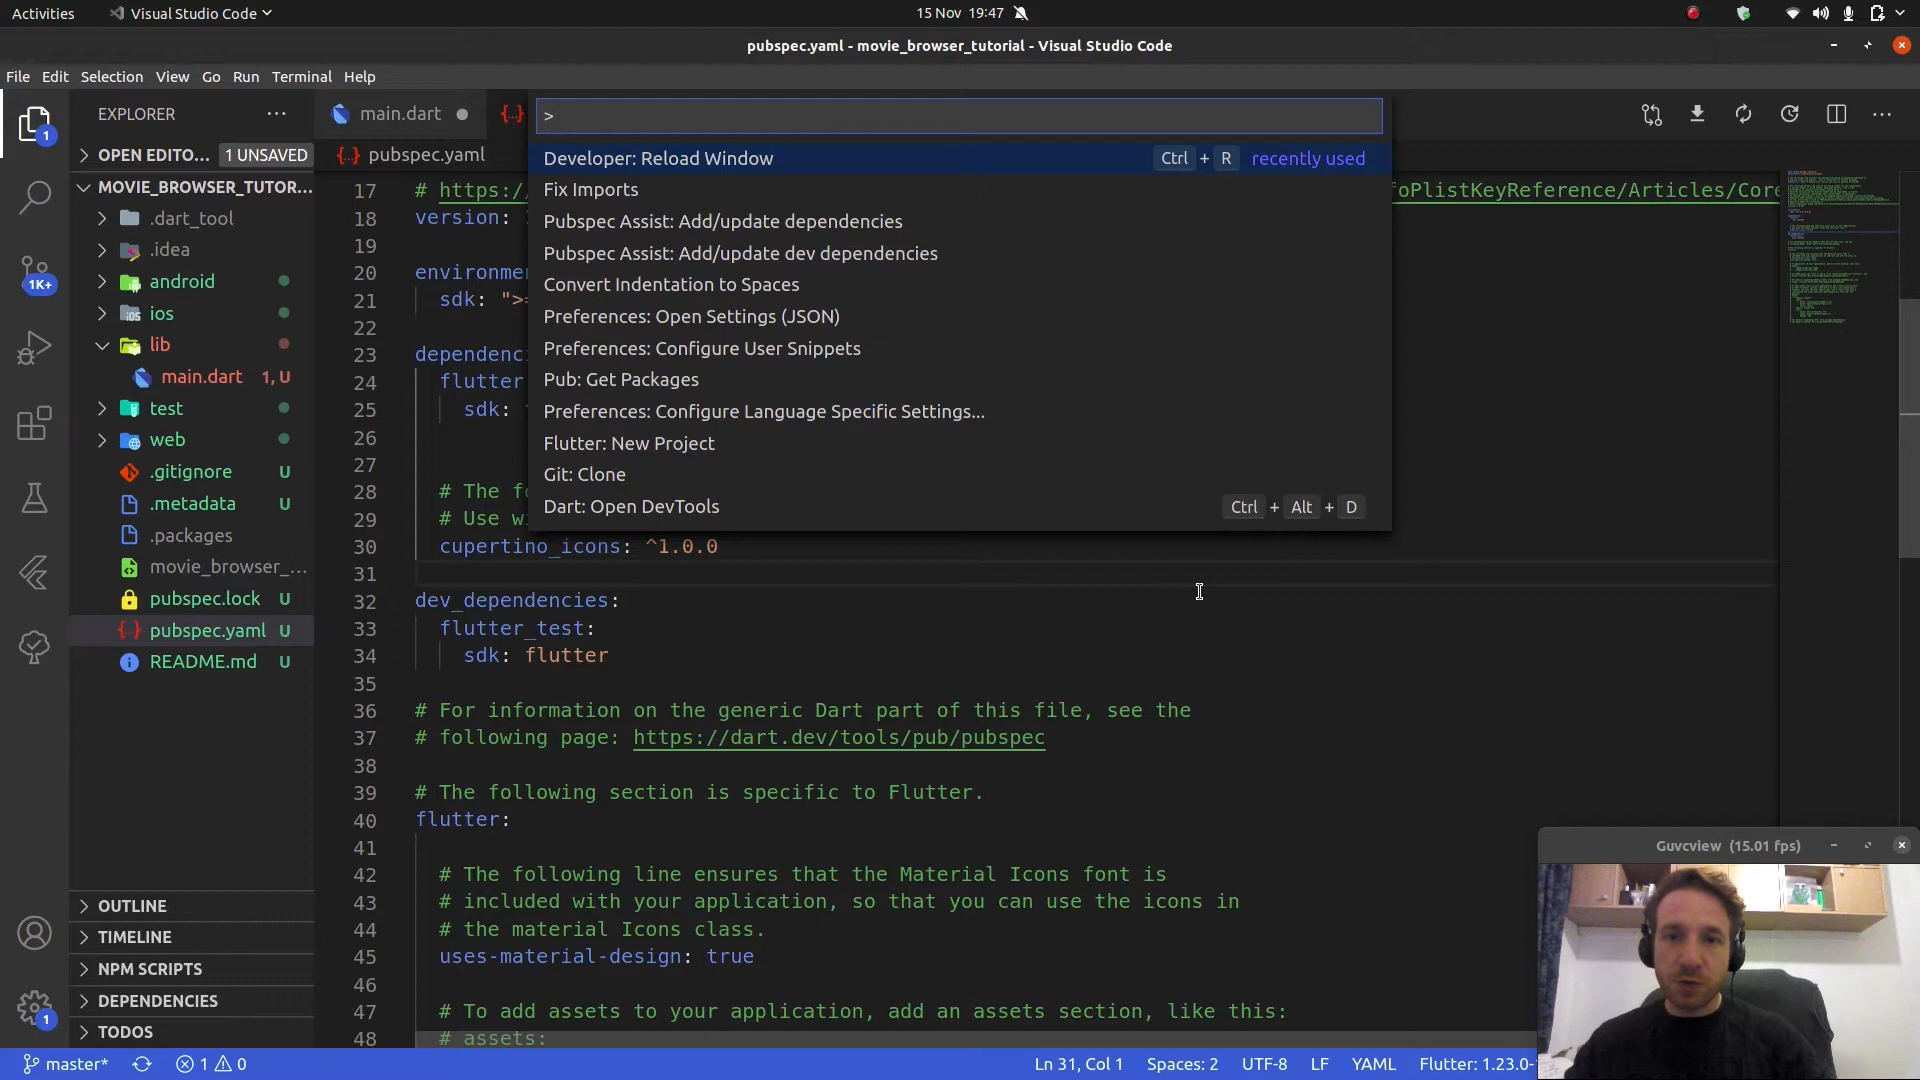 Activities
Visual Studio Code
15 Nov 19:47
pubspec.yaml - movie_browser_tutorial - Visual Studio Code
File Edit Selection View Go Run Terminal Help
EXPLORER
main.dart
>
OPEN EDITO... 1 UNSAVED
pubspec.yaml
Developer: Reload Window Ctrl + R recently used
Fix Imports
Pubspec Assist: Add/update dependencies
Pubspec Assist: Add/update dev dependencies
Convert Indentation to Spaces
Preferences: Open Settings (JSON)
Preferences: Configure User Snippets
Pub: Get Packages
Preferences: Configure Language Specific Settings...
Flutter: New Project
Git: Clone
Dart: Open DevTools Ctrl + Alt + D
MOVIE_BROWSER_TUTOR...
.dart_tool
.idea
android
ios
lib
main.dart 1, U
test
web
.gitignore U
.metadata U
.packages
movie_browser_...
pubspec.lock U
pubspec.yaml U
README.md U
OUTLINE
TIMELINE
NPM SCRIPTS
DEPENDENCIES
TODOS
1
1K+
1
17 # https:/ foPlistKeyReference/Articles/Core
18 version:
19
20 environme
21 sdk: ">=
22
23 dependenci
24 flutter
25 sdk:
26
27
28 # The fo
29 # Use wi
30 cupertino_icons: ^1.0.0
31
32 dev_dependencies:
33 flutter_test:
34 sdk: flutter
35
36 # For information on the generic Dart part of this file, see the
37 # following page: https://dart.dev/tools/pub/pubspec
38
39 # The following section is specific to Flutter.
40 flutter:
41
42 # The following line ensures that the Material Icons font is
43 # included with your application, so that you can use the icons in
44 # the material Icons class.
45 uses-material-design: true
46
47 # To add assets to your application, add an assets section, like this:
48 # assets:
Guvcview (15.01 fps)
master* 1 0 Ln 31, Col 1 Spaces: 2 UTF-8 LF YAML Flutter: 1.23.0-